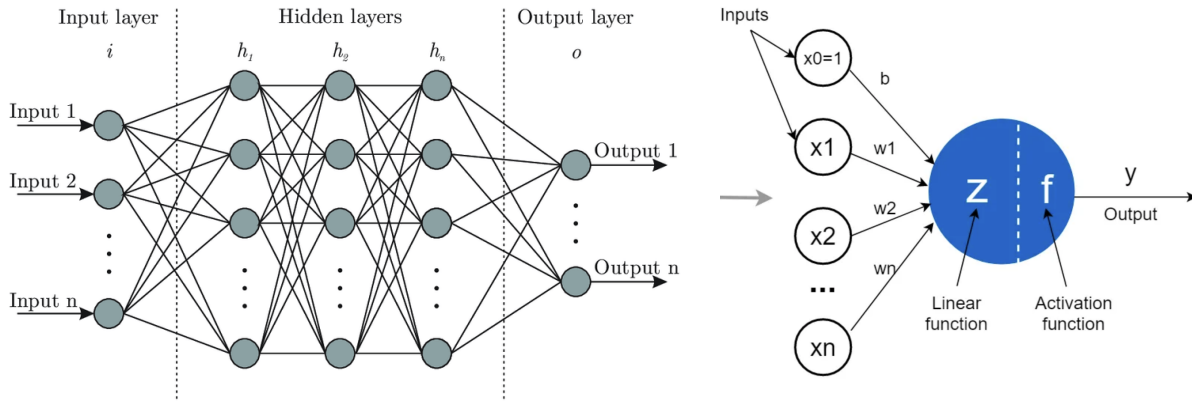 Input layer
Hidden layers
Output layer
i
h1
h2
hn
o
Input 1
Input 2
Input n
Output 1
Output n
Inputs
x0=1
x1
x2
...
xn
b
w1
w2
wn
z
f
y
Output
Linear
function
Activation
function